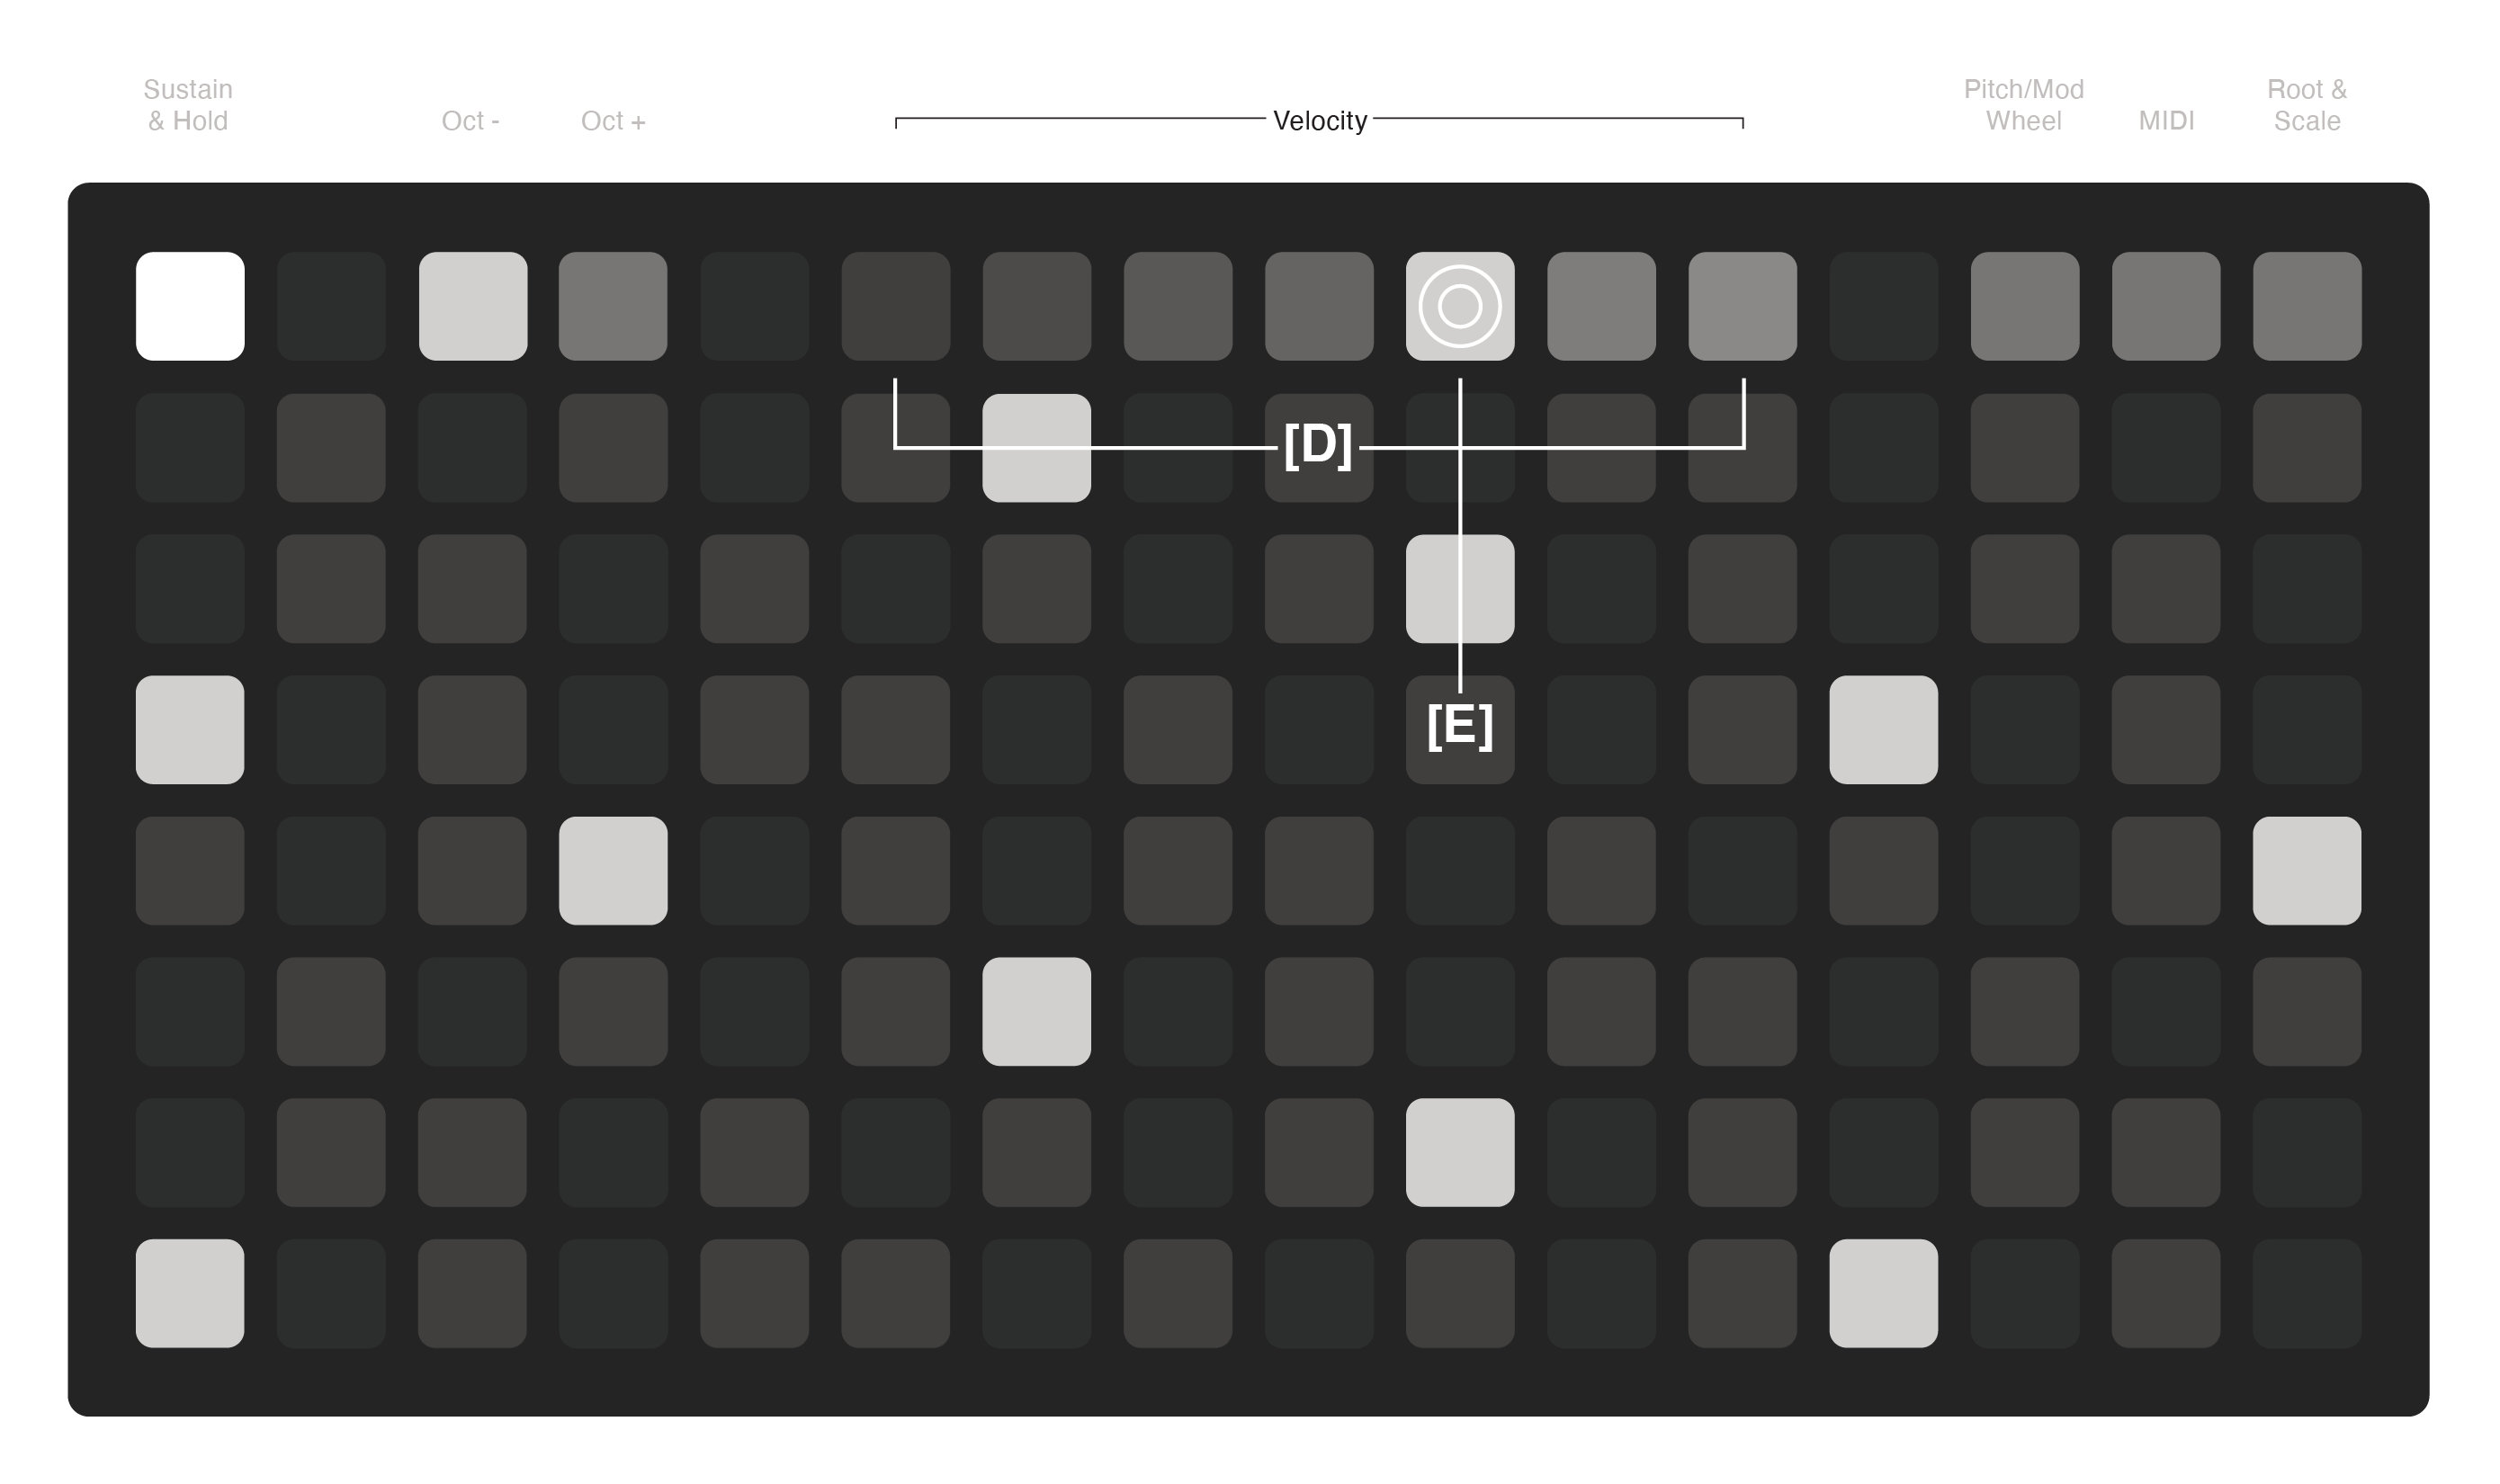 Sustain
& Hold
Oct -
Oct +
Velocity
Pitch/Mod
Wheel
MIDI
Root &
Scale
[D]
[E]